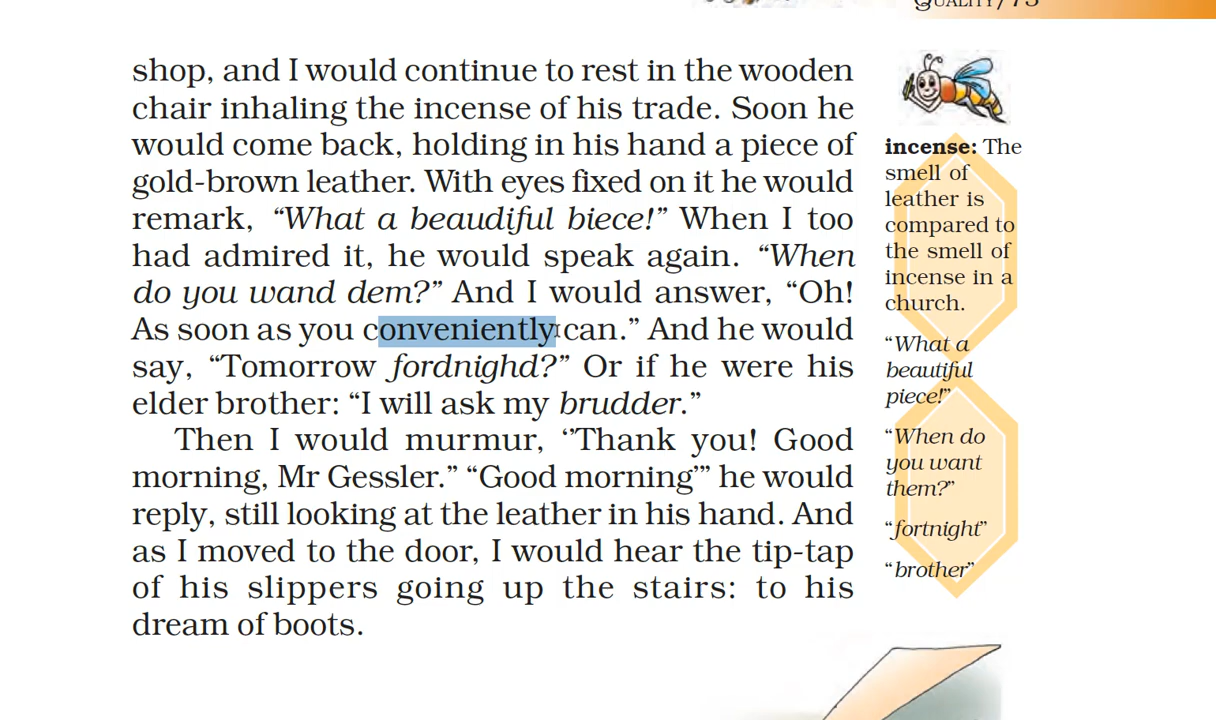 QUALITY/73
shop, and I would continue to rest in the wooden
chair inhaling the incense of his trade. Soon he
would come back, holding in his hand a piece of
gold-brown leather. With eyes fixed on it he would
remark, “What a beaudiful biece!” When I too
had admired it, he would speak again. “When
do you wand dem?” And I would answer, “Oh!
As soon as you conveniently can.” And he would
say, “Tomorrow fordnighd?” Or if he were his
elder brother: “I will ask my brudder.”
Then I would murmur, ‘’Thank you! Good
morning, Mr Gessler.” “Good morning’” he would
reply, still looking at the leather in his hand. And
as I moved to the door, I would hear the tip-tap
of his slippers going up the stairs: to his
dream of boots.
incense: The
smell of
leather is
compared to
the smell of
incense in a
church.
“What a
beautiful
piece!”
“When do
you want
them?”
“fortnight”
“brother”